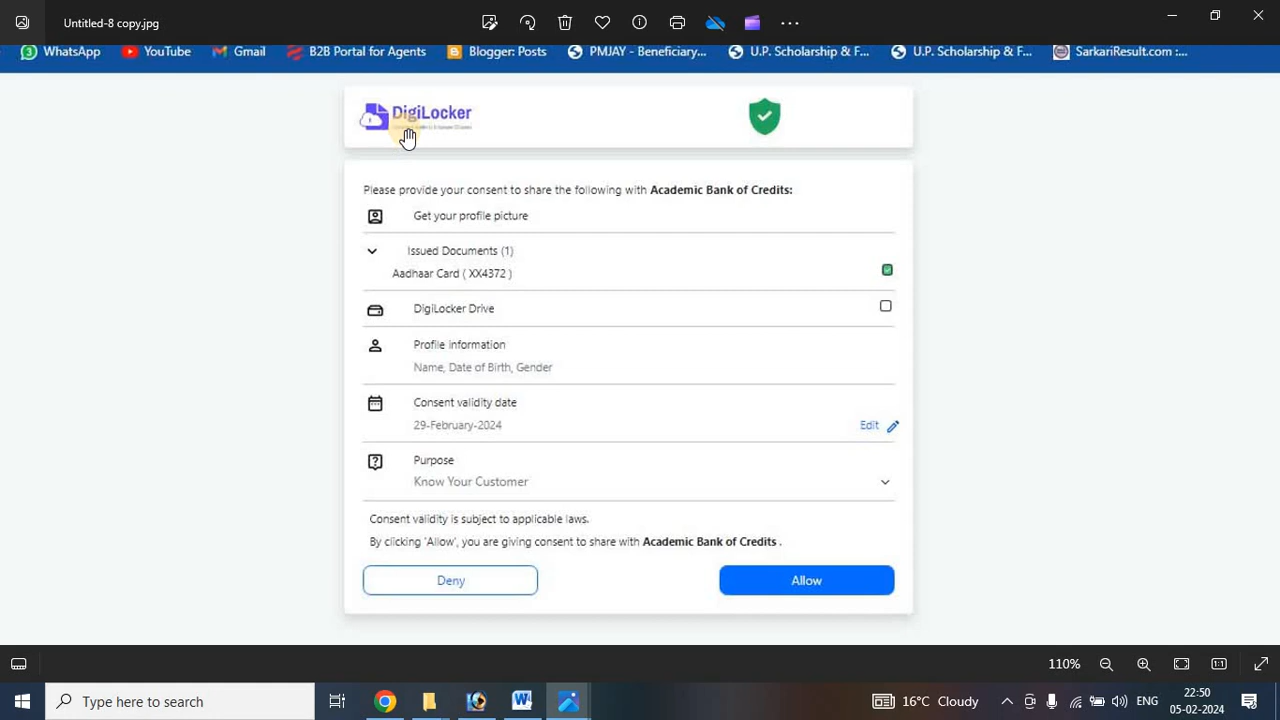 Untitled-8 copy.jpg
WhatsApp YouTube Gmail B2B Portal for Agents Blogger: Posts PMJAY - Beneficiary... U.P. Scholarship & F... U.P. Scholarship & F... SarkariResult.com :...
DigiLocker
Please provide your consent to share the following with Academic Bank of Credits:
Get your profile picture
Issued Documents (1)
Aadhaar Card ( XX4372 )
DigiLocker Drive
Profile information
Name, Date of Birth, Gender
Consent validity date
29-February-2024 Edit
Purpose
Know Your Customer
Consent validity is subject to applicable laws.
By clicking 'Allow', you are giving consent to share with Academic Bank of Credits .
Deny Allow
110%
Type here to search 16°C Cloudy ENG 22:50
05-02-2024